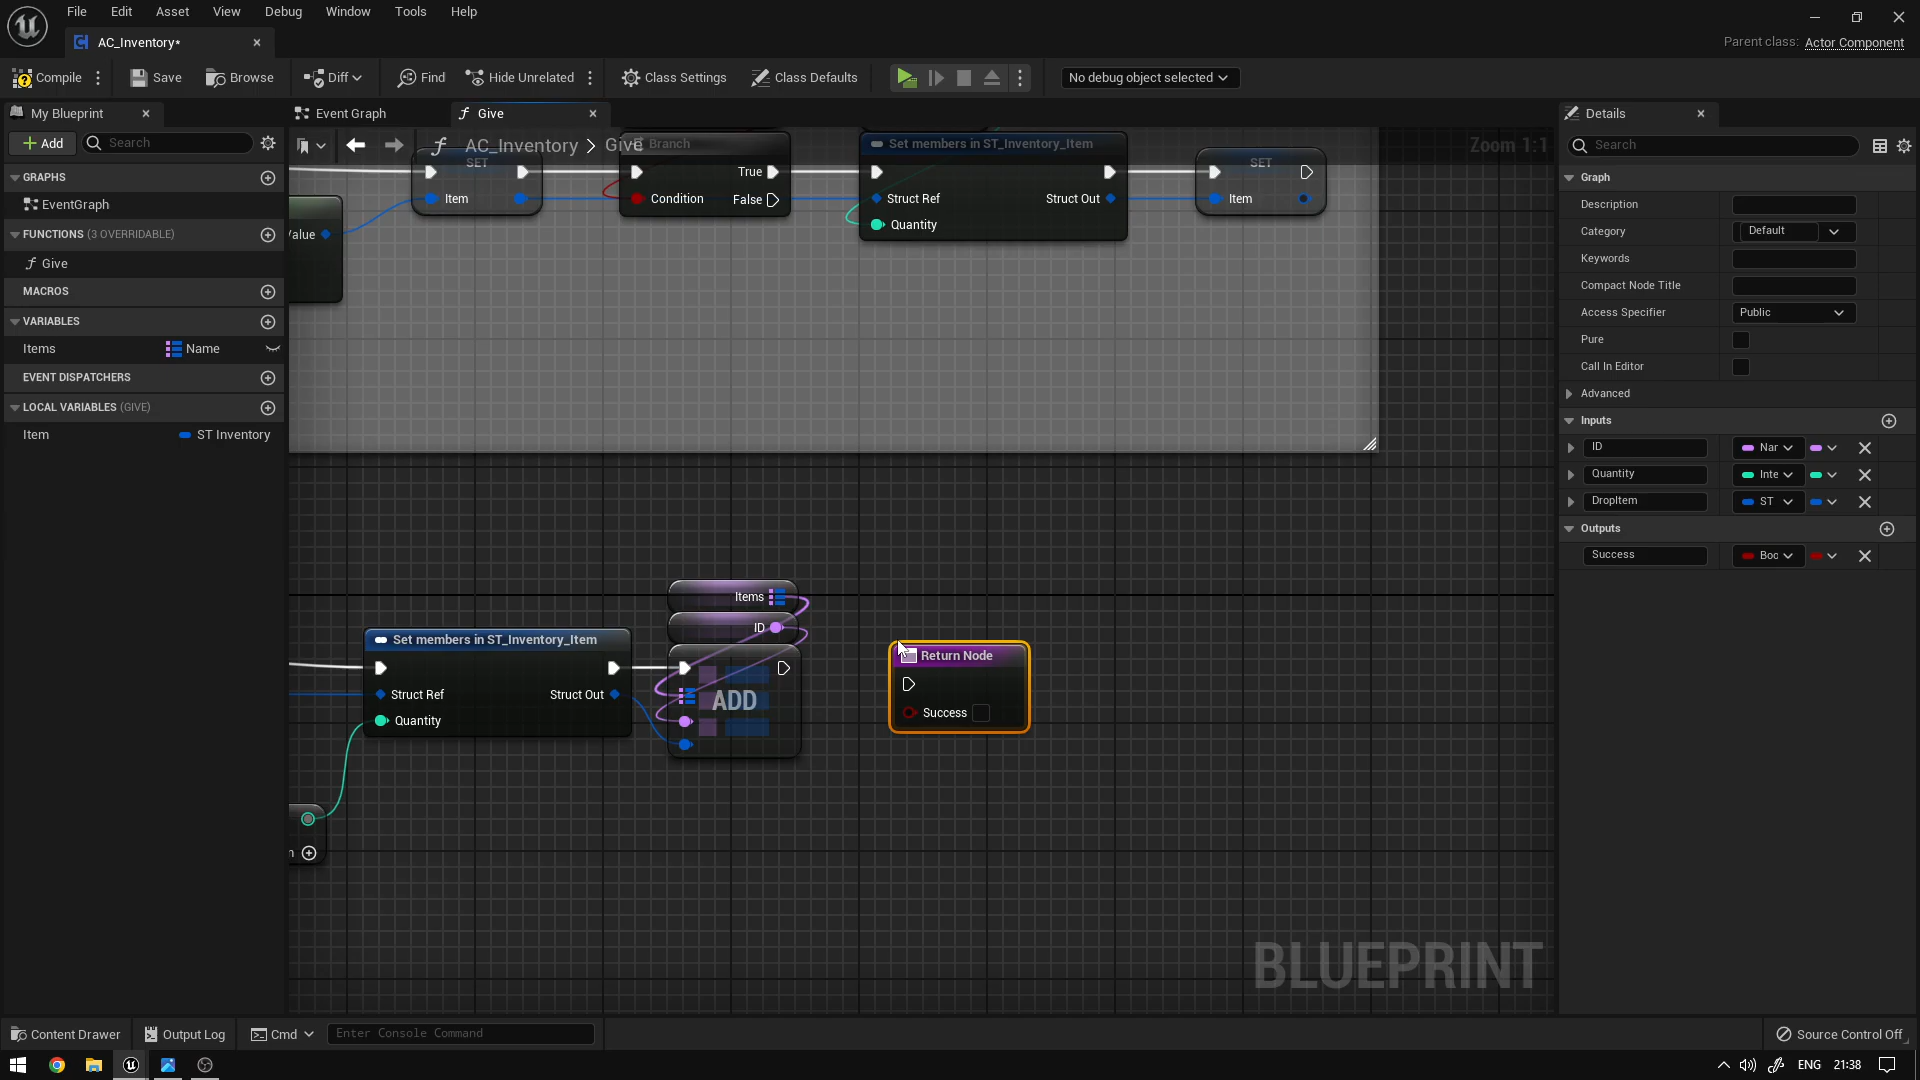 File Edit Asset View Debug Window Tools Help
AC_Inventory*
Parent class: Actor Component
Compile Save Browse Diff Find Hide Unrelated Class Settings Class Defaults No debug object selected
My Blueprint
Event Graph
Give
Details
Add Search
AC_Inventory > Give
Zoom 1:1
Search
GRAPHS
EventGraph
FUNCTIONS (3 OVERRIDABLE)
Give
MACROS
VARIABLES
Items Name
EVENT DISPATCHERS
LOCAL VARIABLES (GIVE)
Item ST Inventory
SET
Item
Branch
True
Condition False
Set members in ST_Inventory_Item
Struct Ref Struct Out
Quantity
SET
Item
Value
Items
ID
Set members in ST_Inventory_Item
Struct Ref Struct Out
Quantity
ADD
Return Node
Success
n
BLUEPRINT
Graph
Description
Category Default
Keywords
Compact Node Title
Access Specifier Public
Pure
Call In Editor
Advanced
Inputs
ID Nar
Quantity Inte
DropItem ST
Outputs
Success Boc
Content Drawer Output Log Cmd Enter Console Command Source Control Off
ENG 21:38